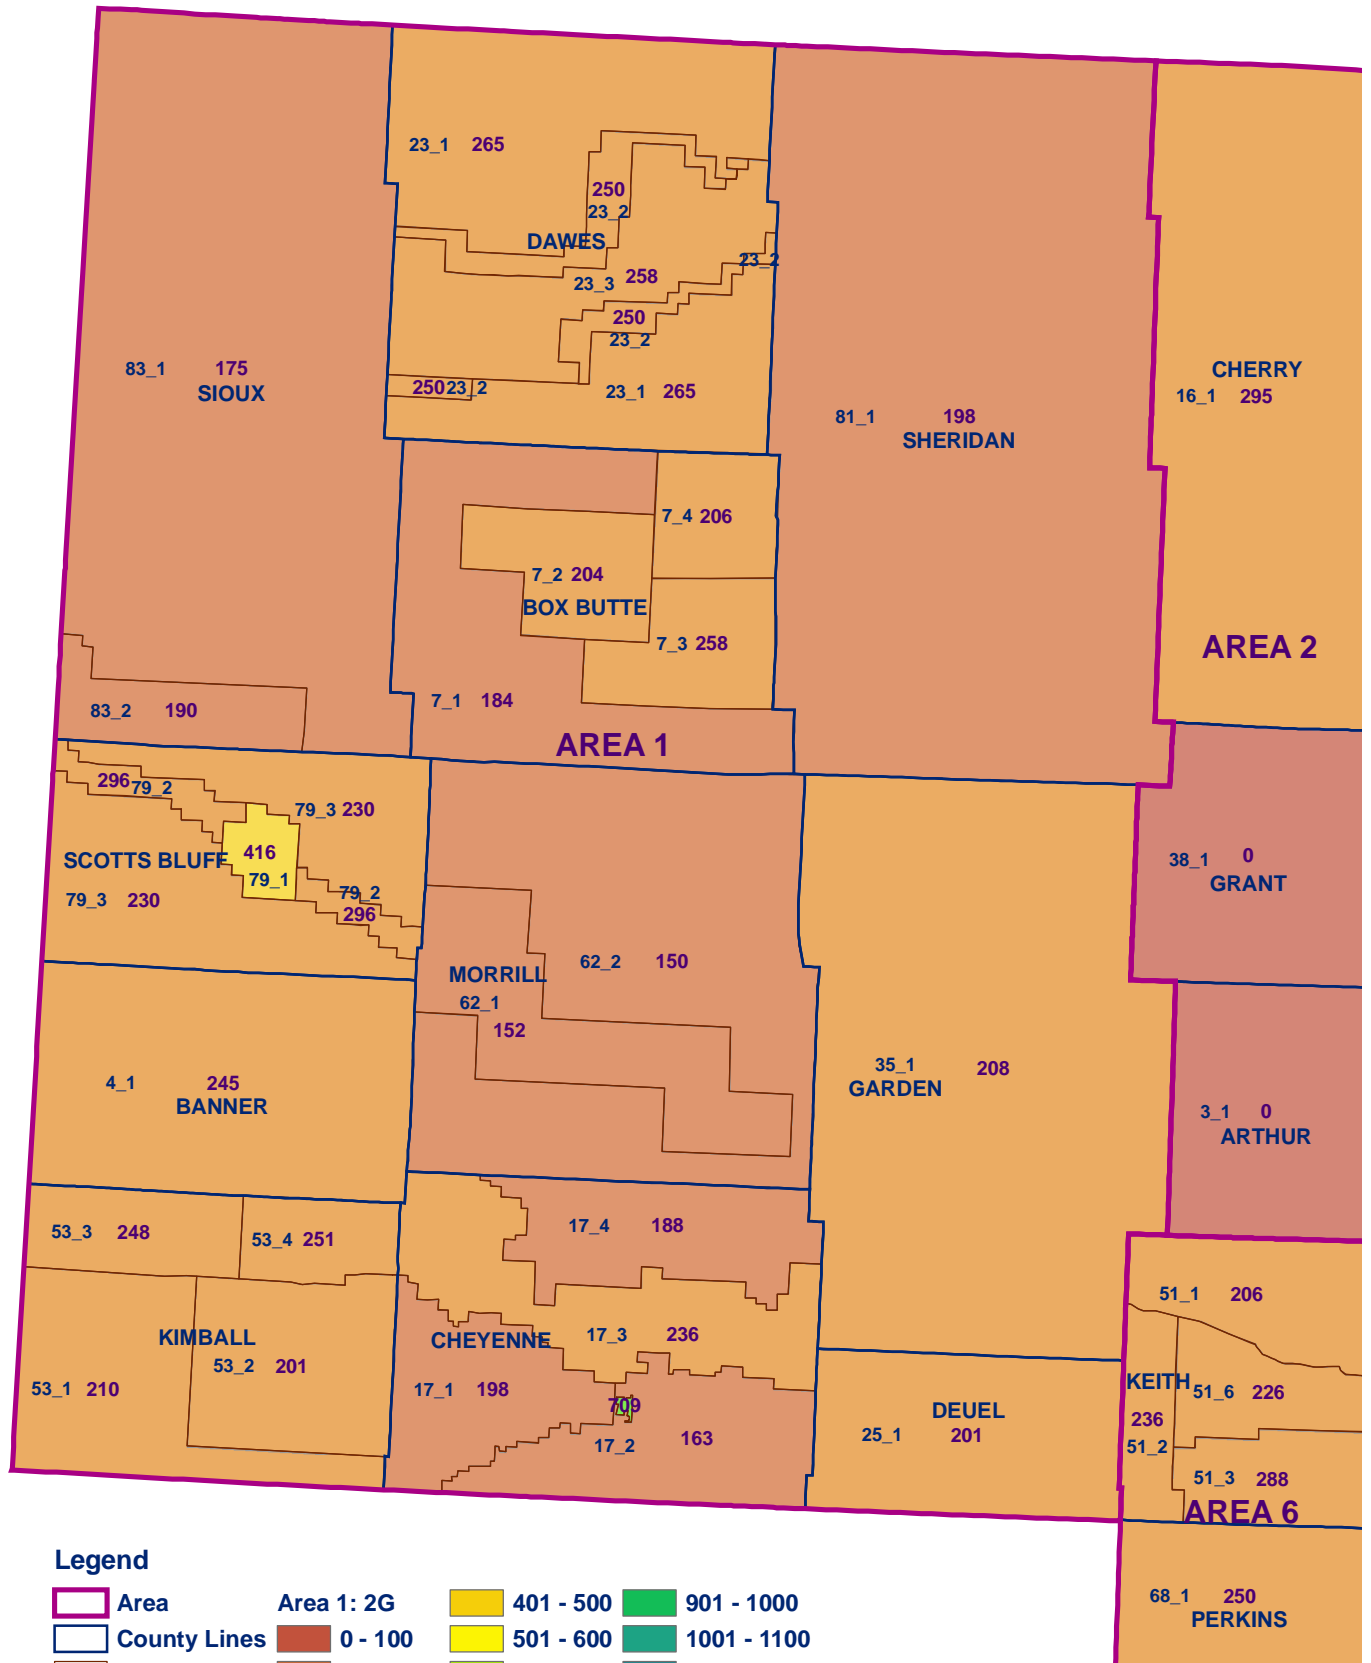 23_1 265
250
23_2
DAWES
23_2
23_3 258
250
23_2
250 23_2
23_1 265
83_1 175
SIOUX
81_1 198
SHERIDAN
CHERRY
16_1 295
7_4 206
7_2 204
BOX BUTTE
7_3 258
AREA 2
7_1 184
83_2 190
AREA 1
296 79_2
79_3 230
416
79_1
SCOTTS BLUFF
79_3 230
79_2
296
38_1 0
GRANT
62_2 150
MORRILL
62_1
152
35_1 208
GARDEN
4_1 245
BANNER
3_1 0
ARTHUR
53_3 248
53_4 251
17_4 188
51_1 206
KIMBALL
53_2 201
53_1 210
CHEYENNE
17_3 236
17_1 198
709
17_2 163
DEUEL
25_1 201
KEITH
51_6 226
236
51_2
51_3 288
AREA 6
68_1 250
PERKINS
Legend
Area
County Lines
Area 1: 2G
0 - 100
401 - 500
501 - 600
901 - 1000
1001 - 1100